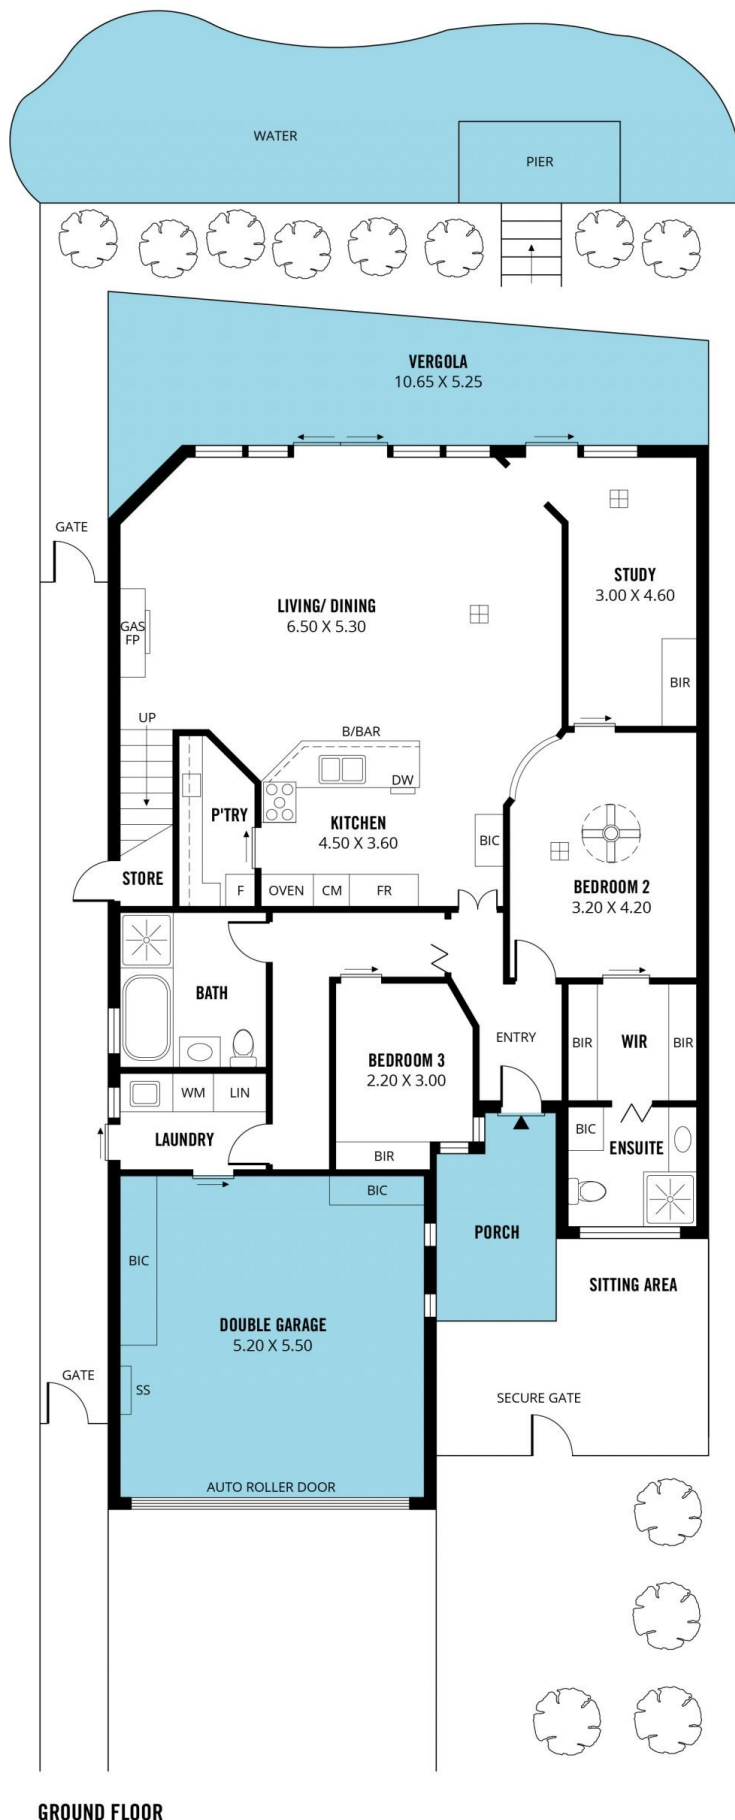 WATER
PIER
VERGOLA
10.65 X 5.25
GATE
STUDY
3.00 X 4.60
LIVING/ DINING
6.50 X 5.30
GAS
FP
BIR
UP
B/BAR
DW
P'TRY
KITCHEN
4.50 X 3.60
BIC
STORE
F
OVEN
CM
FR
BEDROOM 2
3.20 X 4.20
BATH
ENTRY
BIR
WIR
BIR
BEDROOM 3
2.20 X 3.00
WM
LIN
LAUNDRY
BIC
ENSUITE
BIR
BIC
PORCH
BIC
SITTING AREA
DOUBLE GARAGE
5.20 X 5.50
GATE
SS
SECURE GATE
AUTO ROLLER DOOR
GROUND FLOOR